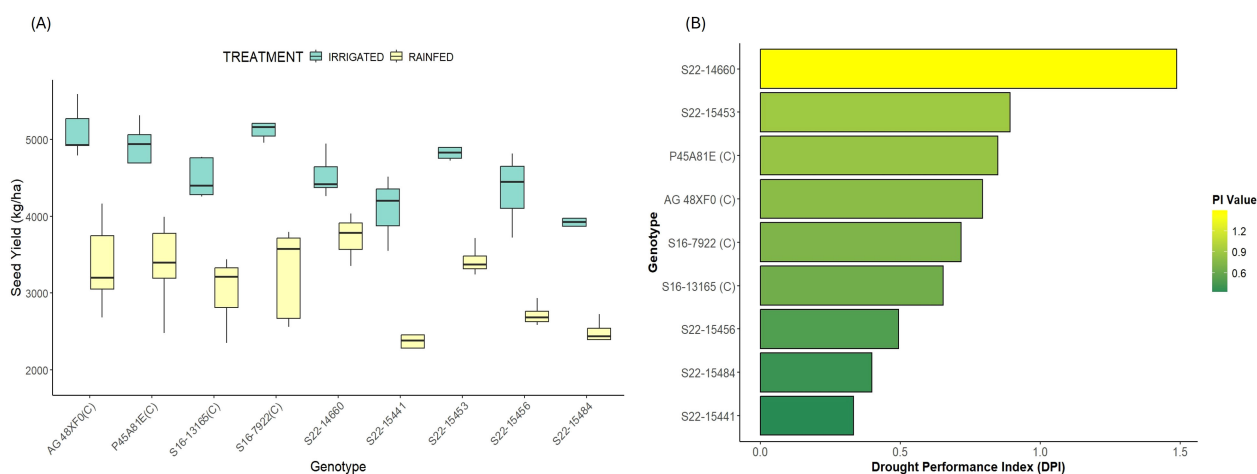 (A)
TREATMENT IRRIGATED RAINFED
Seed Yield (kg/ha)
5000
4000
3000
2000
AG 48XF0(C)
P45A81E(C)
S16-13165(C)
S16-7922(C)
S22-14660
S22-15441
S22-15453
S22-15456
S22-15484
Genotype
(B)
Genotype
S22-14660
S22-15453
P45A81E (C)
AG 48XF0 (C)
S16-7922 (C)
S16-13165 (C)
S22-15456
S22-15484
S22-15441
0.0 0.5 1.0 1.5
Drought Performance Index (DPI)
PI Value
1.2
0.9
0.6